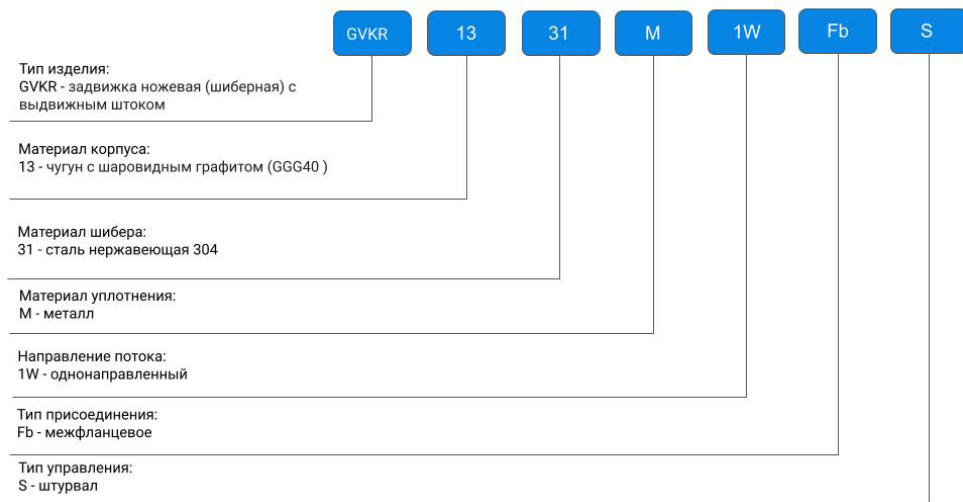 GVKR 13 31 M 1W Fb S
Тип изделия:
GVKR - задвижка ножевая (шиберная) с
выдвижным штоком
Материал корпуса:
13 - чугун с шаровидным графитом (GGG40 )
Материал шибера:
31 - сталь нержавеющая 304
Материал уплотнения:
М - металл
Направление потока:
1W - однонаправленный
Тип присоединения:
Fb - межфланцевое
Тип управления:
S - штурвал